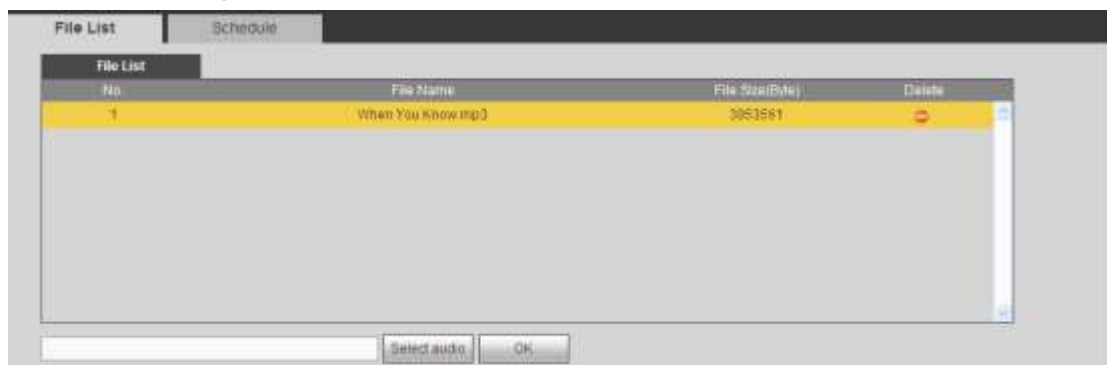 File List Schedule
File List
No. File Name File Size(Byte) Delete
1 When You Know.mp3
Select audio OK